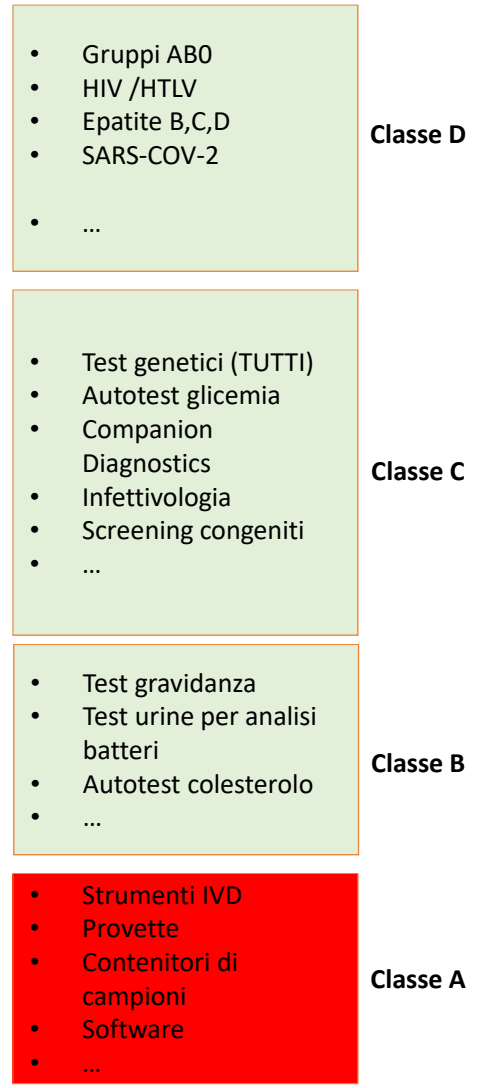 • Gruppi AB0
• HIV /HTLV
• Epatite B,C,D
• SARS-COV-2
• ...
Classe D
• Test genetici (TUTTI)
• Autotest glicemia
• Companion
Diagnostics
• Infettivologia
• Screening congeniti
• ...
Classe C
• Test gravidanza
• Test urine per analisi
batteri
• Autotest colesterolo
• ...
Classe B
• Strumenti IVD
• Provette
• Contenitori di
campioni
• Software
• ...
Classe A